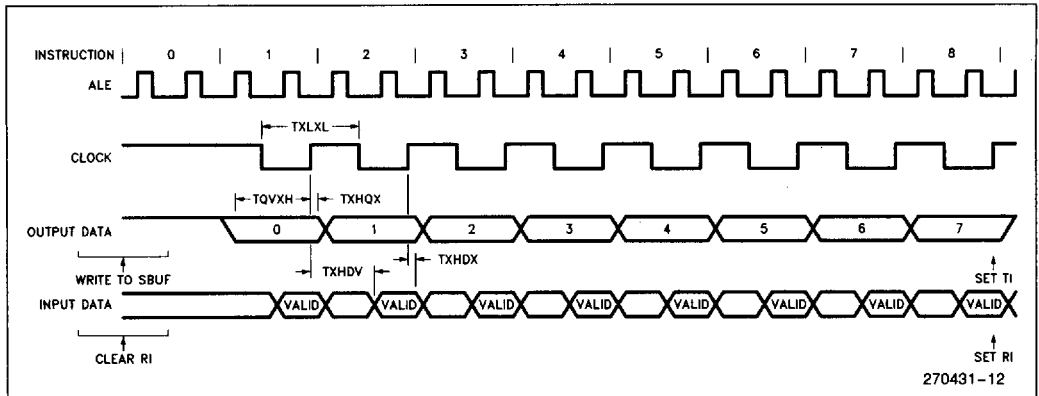 INSTRUCTION | 0 | 1 | 2 | 3 | 4 | 5 | 6 | 7 | 8 |
ALE
TXLXL
CLOCK
TQVXH TXHQX
OUTPUT DATA 0 1 2 3 4 5 6 7
TXHDV TXHDX
WRITE TO SBUF SET TI
INPUT DATA VALID VALID VALID VALID VALID VALID VALID VALID
CLEAR RI SET RI
270431-12